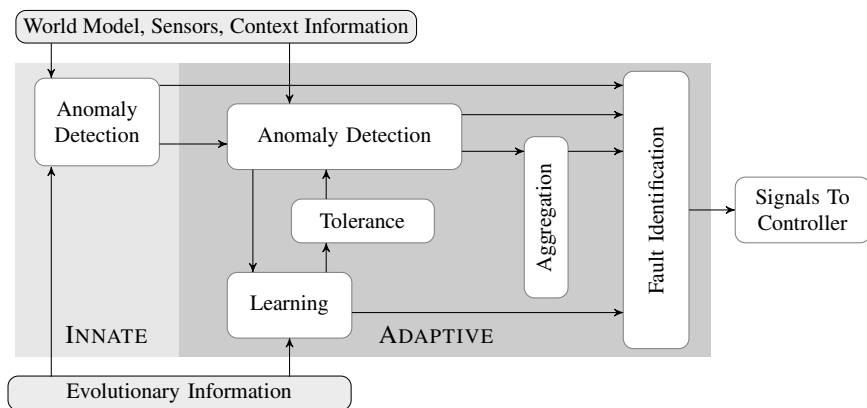 World Model, Sensors, Context Information
Anomaly
Detection
Anomaly Detection
Aggregation
Fault Identification
Tolerance
Signals To
Controller
Learning
INNATE
ADAPTIVE
Evolutionary Information